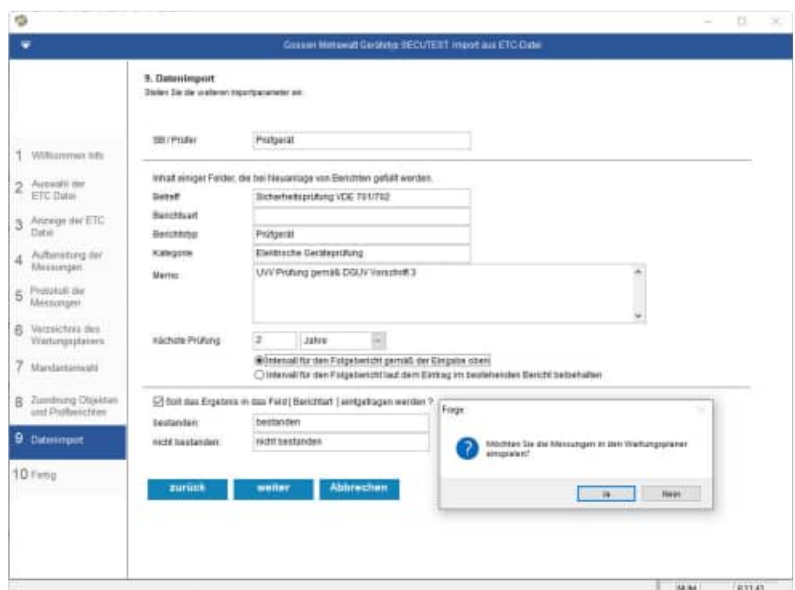 Gossen Metrawatt Gerätetyp SECUTEST Import aus ETC-Datei
9. Datenimport
Stellen Sie die weiteren Importparameter ein
SB / Prüfer
Prüfgerät
1 Willkommen Info
2 Auswahl der ETC Datei
3 Anzeige der ETC Datei
4 Aufbereitung der Messungen
5 Protokoll der Messungen
6 Verzeichnis des Wartungsplaners
7 Mandantenwahl
8 Zuordnung Objekten und Prüfberichten
9 Datenimport
10 Fertig
Inhalt einiger Felder, die bei Neuanlage von Berichten gefüllt werden.
Betreff
Sicherheitsprüfung VDE 701/702
Berichtsart
Berichtstyp
Prüfgerät
Kategorie
Elektrische Geräteprüfung
Memo
UVV Prüfung gemäß DGUV Vorschrift 3
nächste Prüfung
2
Jahre
Intervall für den Folgebericht gemäß der Eingabe oben
Intervall für den Folgebericht laut dem Eintrag im bestehenden Bericht beibehalten
Soll das Ergebnis in das Feld [ Berichtart ] eintgetragen werden ?
bestanden:
bestanden
nicht bestanden:
nicht bestanden
zurück
weiter
Abbrechen
Frage
Möchten Sie die Messungen in den Wartungsplaner
einspielen?
Ja
Nein
NUM